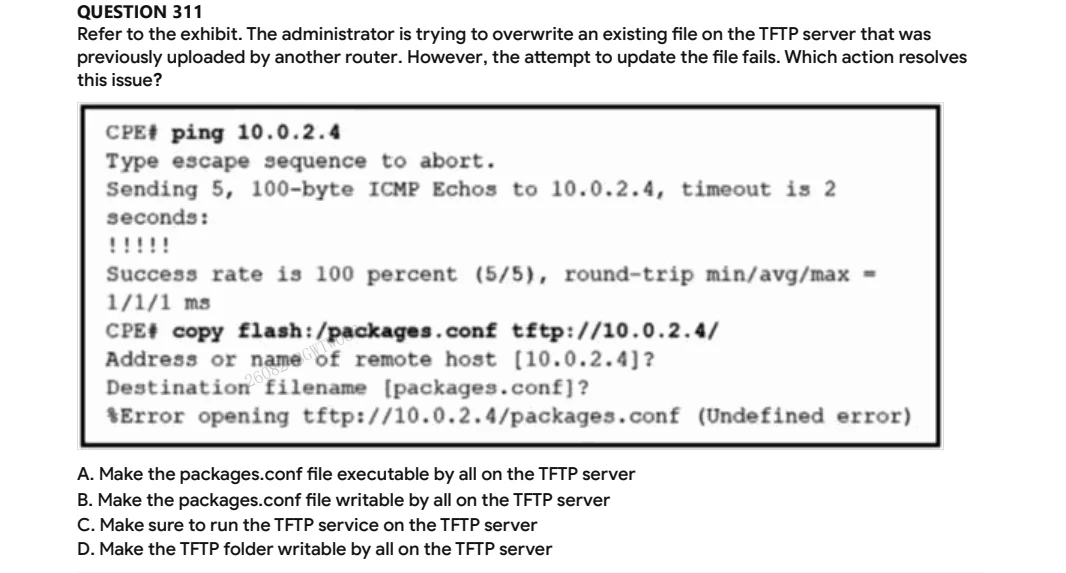 QUESTION 311
Refer to the exhibit. The administrator is trying to overwrite an existing file on the TFTP server that was
previously uploaded by another router. However, the attempt to update the file fails. Which action resolves
this issue?
CPE# ping 10.0.2.4
Type escape sequence to abort.
Sending 5, 100-byte ICMP Echos to 10.0.2.4, timeout is 2
seconds:
!!!!!
Success rate is 100 percent (5/5), round-trip min/avg/max =
1/1/1 ms
CPE# copy flash:/packages.conf tftp://10.0.2.4/
Address or name of remote host [10.0.2.4]?
Destination filename [packages.conf]?
%Error opening tftp://10.0.2.4/packages.conf (Undefined error)
A. Make the packages.conf file executable by all on the TFTP server
B. Make the packages.conf file writable by all on the TFTP server
C. Make sure to run the TFTP service on the TFTP server
D. Make the TFTP folder writable by all on the TFTP server